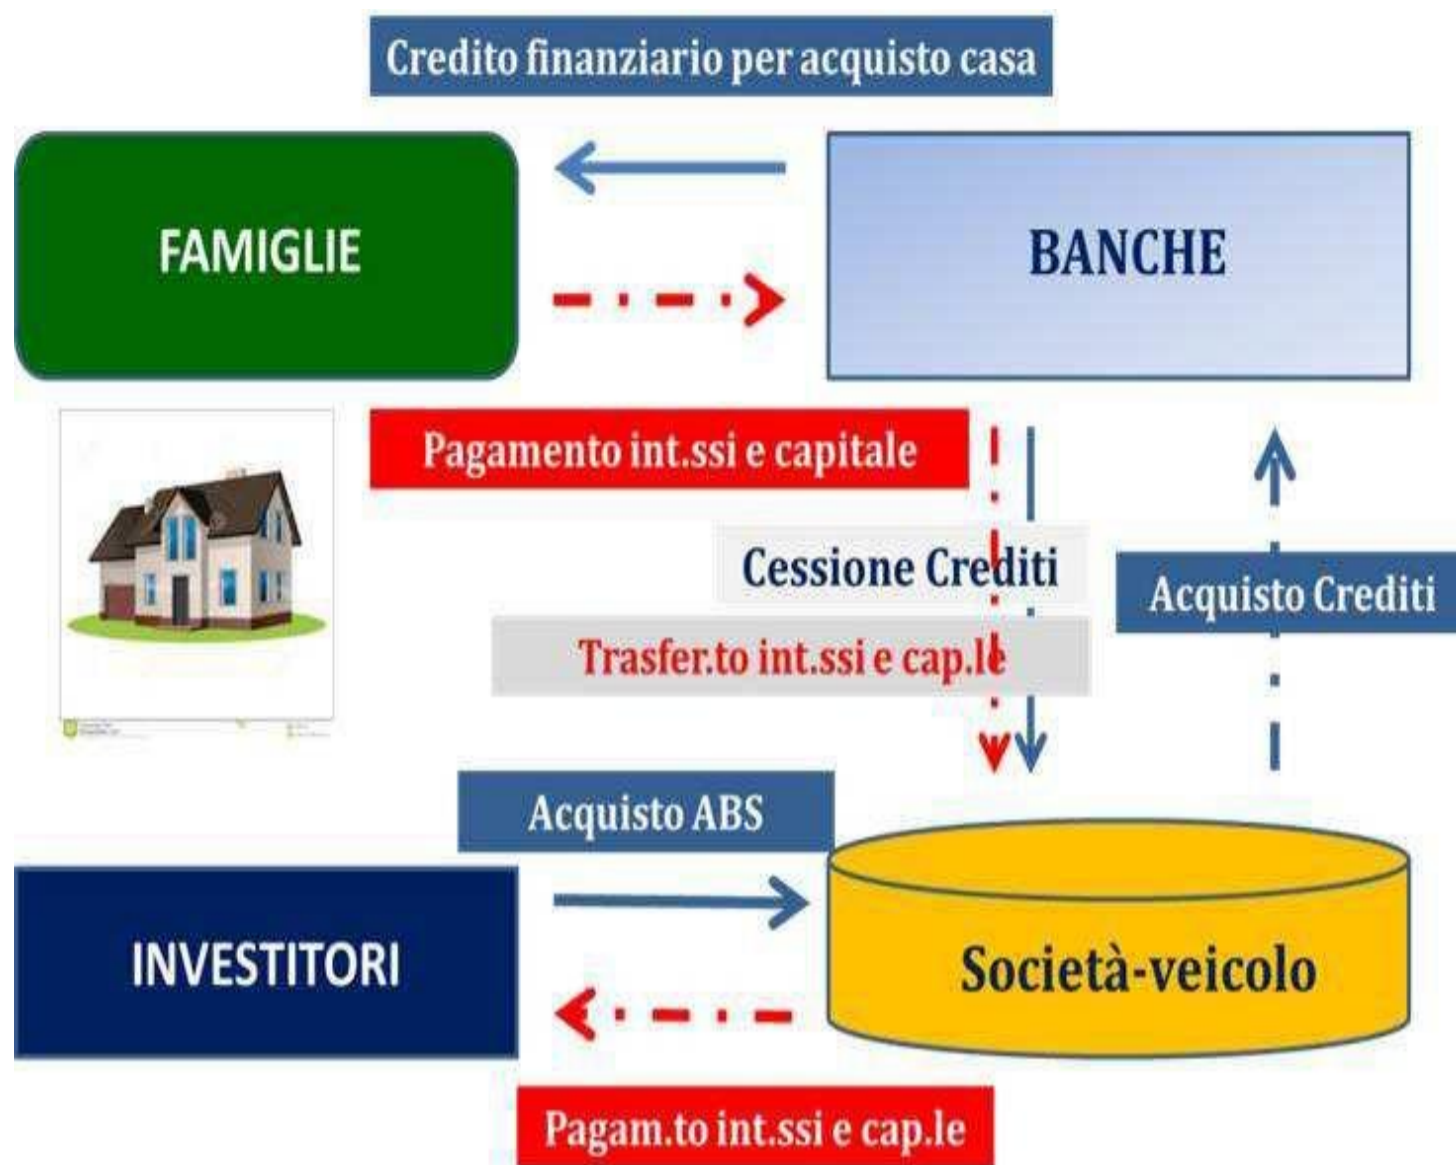 Credito finanziario per acquisto casa
FAMIGLIE
BANCHE
Pagamento int.ssi e capitale
Cessione Crediti
Acquisto Crediti
Trasfer.to int.ssi e cap.le
Acquisto ABS
INVESTITORI
Società-veicolo
Pagam.to int.ssi e cap.le